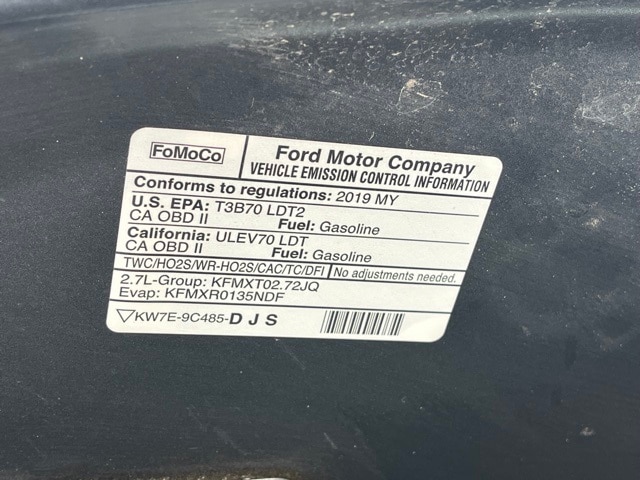 FoMoCo
Ford Motor Company
VEHICLE EMISSION CONTROL INFORMATION
Conforms to regulations: 2019 MY
U.S. EPA: T3B70 LDT2
CA OBD II Fuel: Gasoline
California: ULEV70 LDT
CA OBD II Fuel: Gasoline
TWC/HO2S/WR-HO2S/CAC/TC/DFI No adjustments needed.
2.7L-Group: KFMXT02.72JQ
Evap: KFMXR0135NDF
KW7E-9C485-D J S